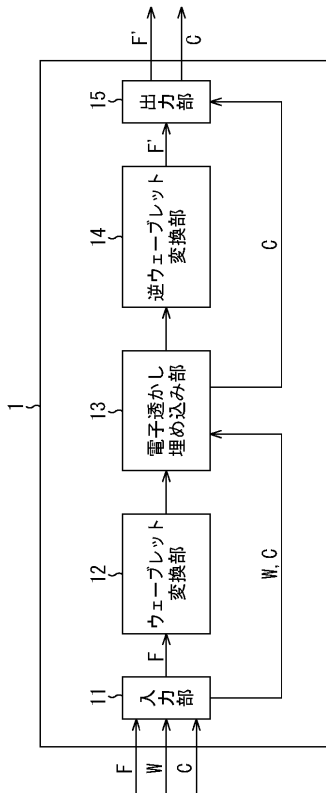 1
F
W
C
11
入力部
F
12
ウェーブレット
変換部
W, C
13
電子透かし
埋め込み部
14
逆ウェーブレット
変換部
C
F'
15
出力部
F'
C